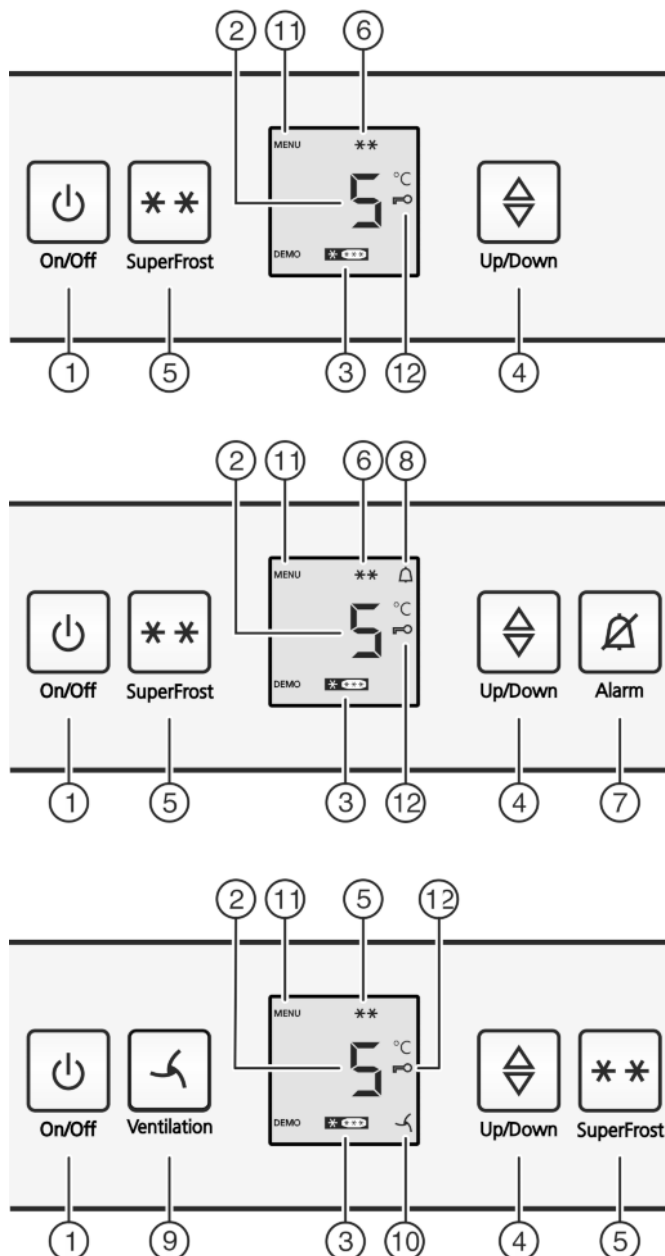 2 11 6
MENU **
5 °C
On/Off SuperFrost DEMO * *** Up/Down
1 5 3 12 4
2 11 6 8
MENU **
5 °C
On/Off SuperFrost DEMO * *** Up/Down Alarm
1 5 3 12 4 7
2 11 5 12
MENU **
5 °C
On/Off Ventilation DEMO * *** Up/Down SuperFrost
1 9 3 10 4 5